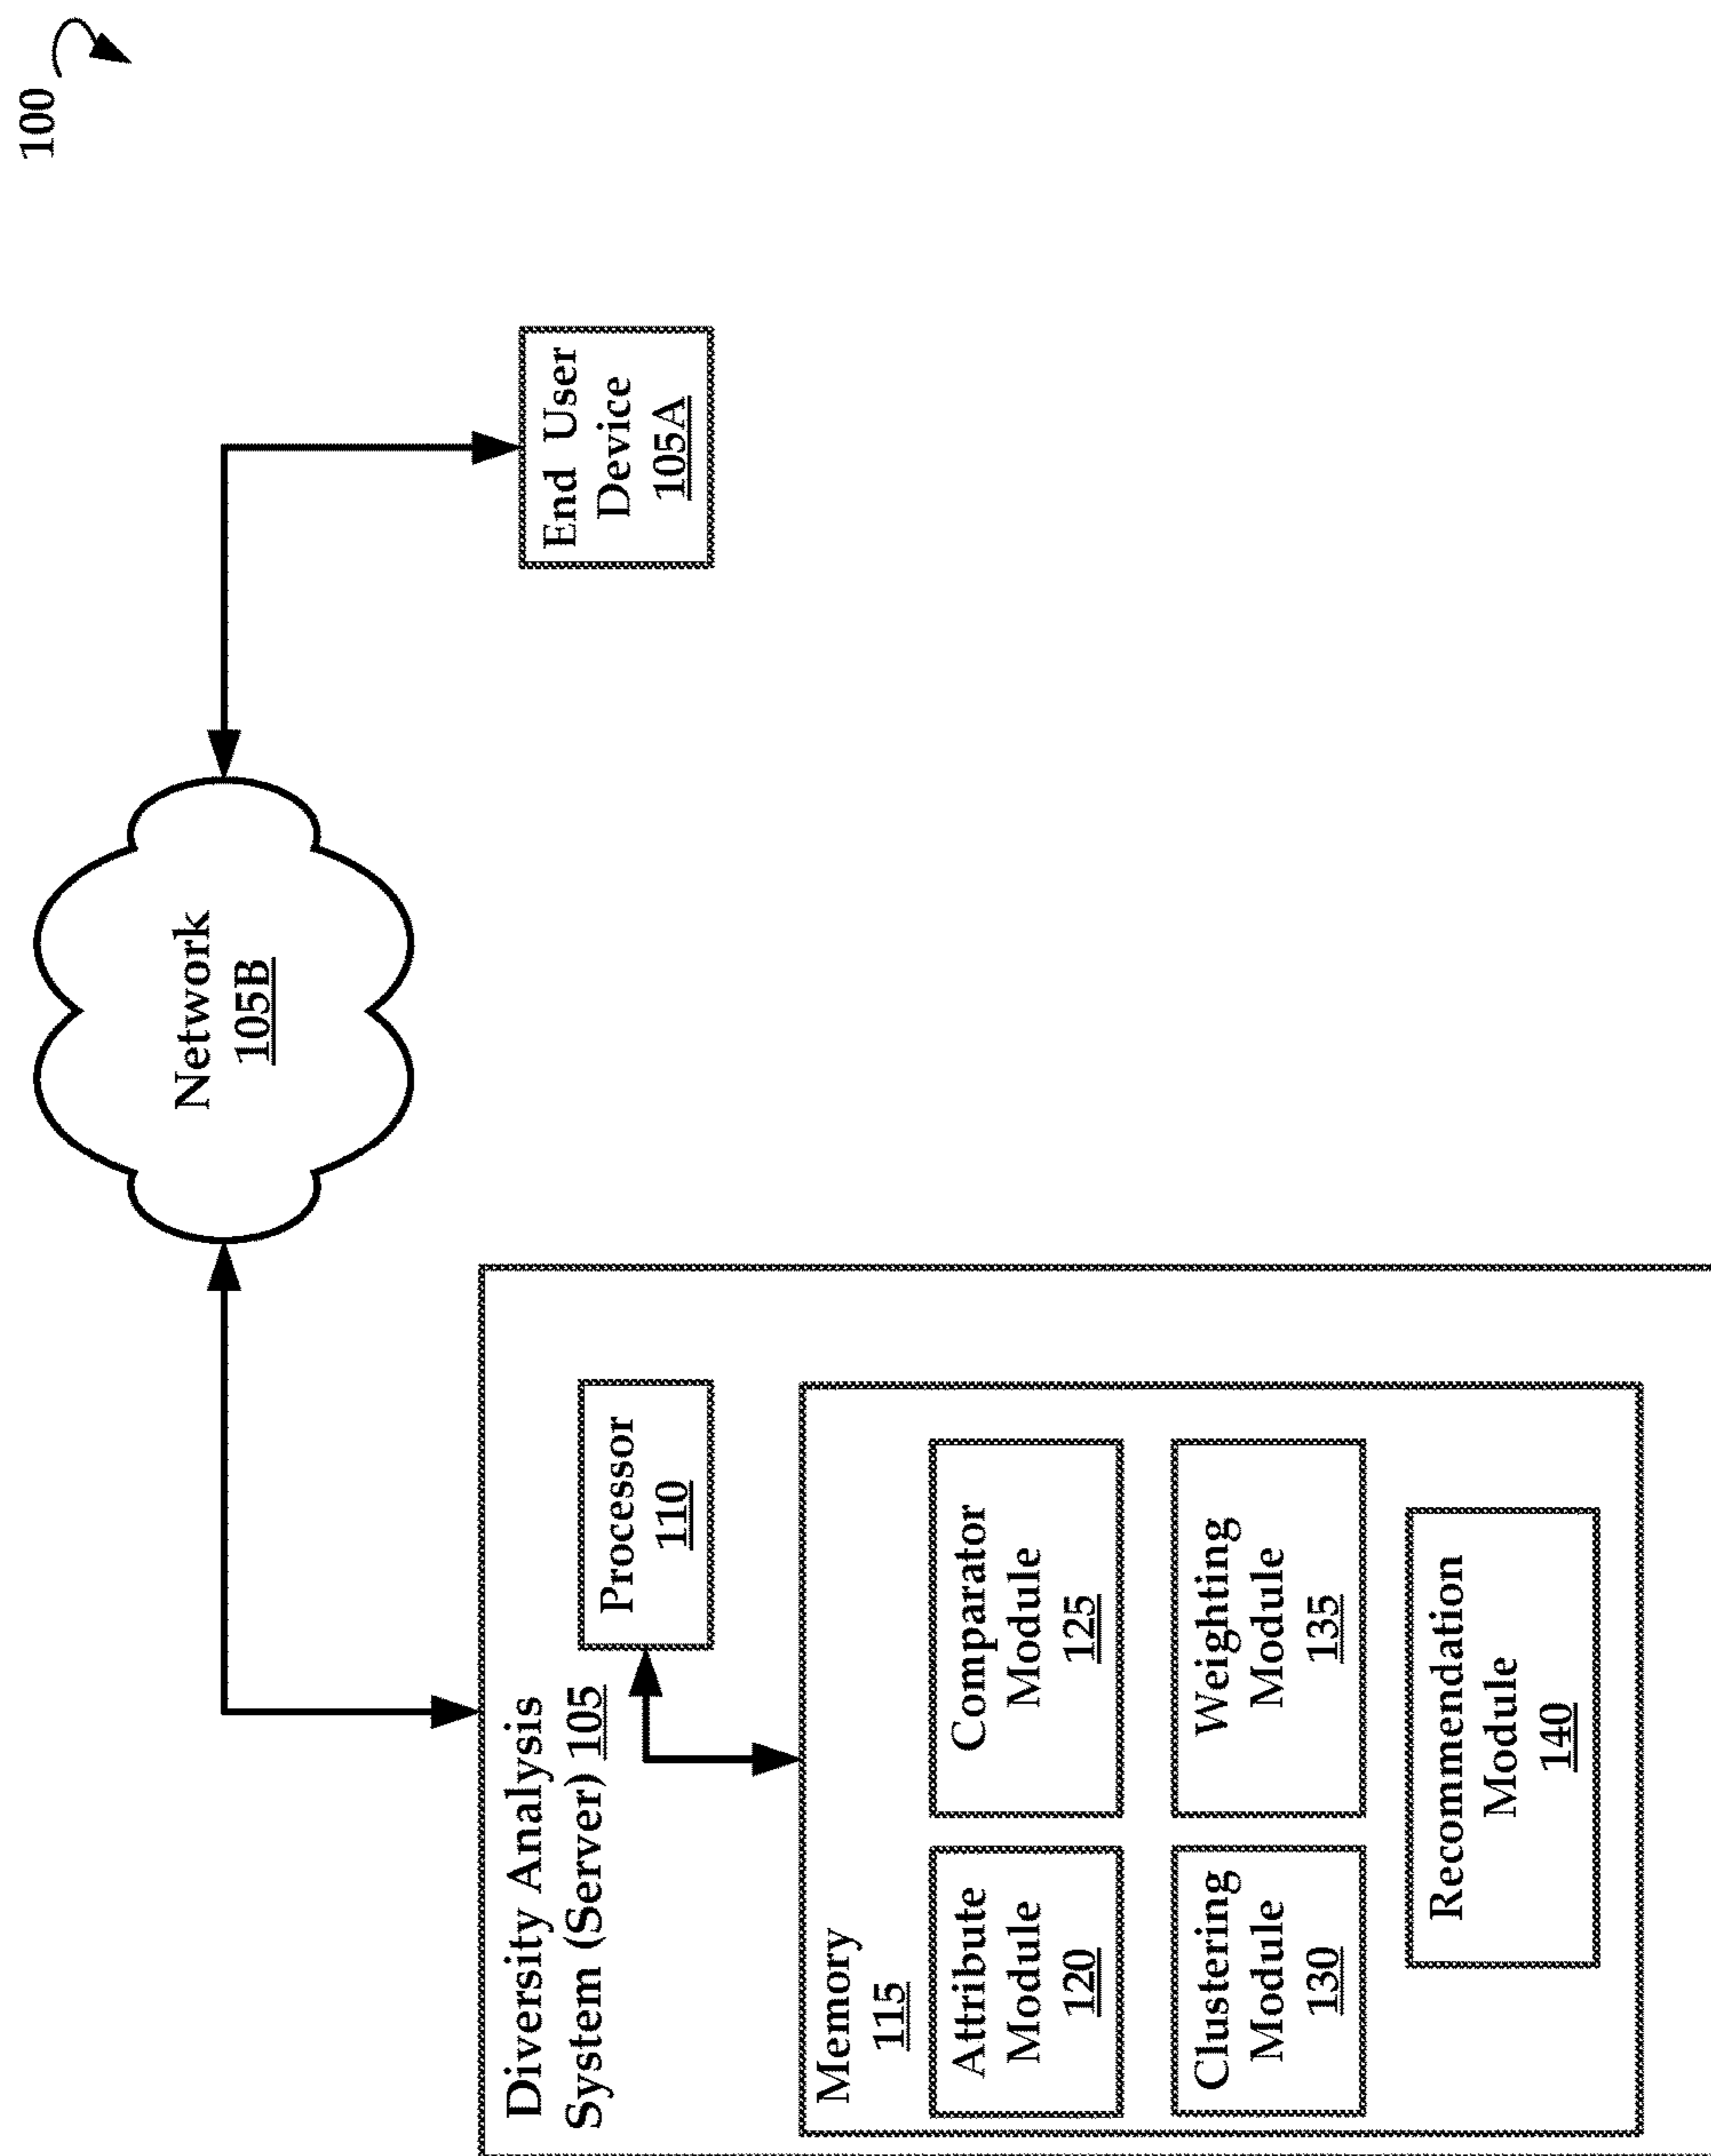 100
Network
105B
End User
Device
105A
Diversity Analysis
System (Server) 105
Processor
110
Memory
115
Attribute
Module
120
Comparator
Module
125
Clustering
Module
130
Weighting
Module
135
Recommendation
Module
140